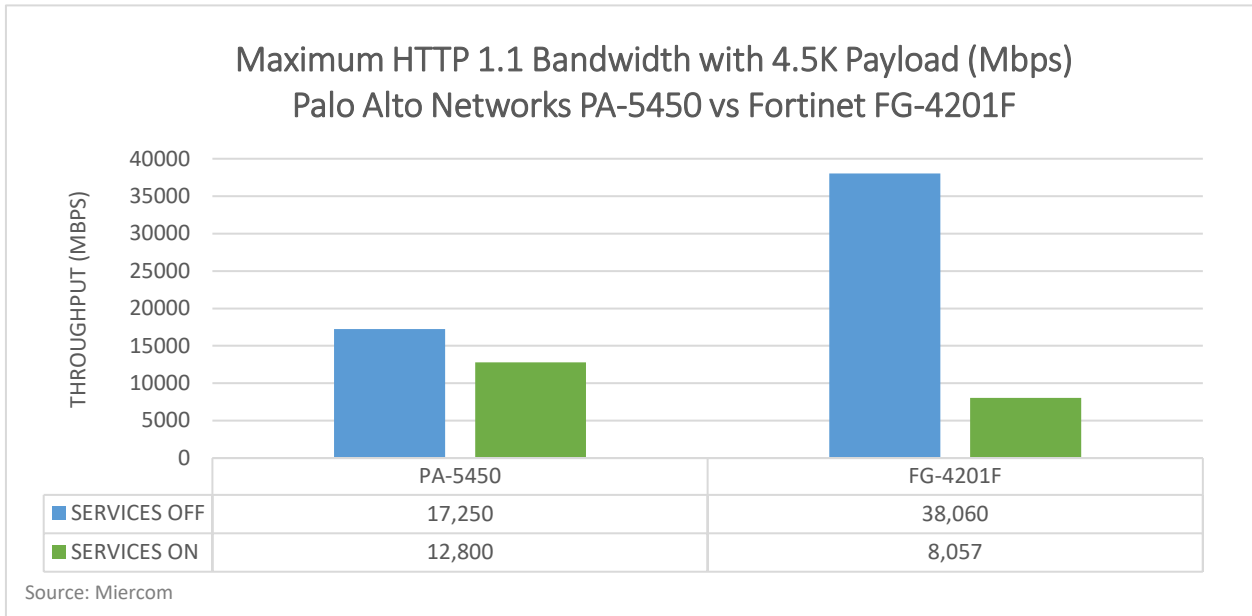 Maximum HTTP 1.1 Bandwidth with 4.5K Payload (Mbps)
Palo Alto Networks PA-5450 vs Fortinet FG-4201F
THROUGHPUT (MBPS)
40000
35000
30000
25000
20000
15000
10000
5000
0
PA-5450 FG-4201F
SERVICES OFF 17,250 38,060
SERVICES ON 12,800 8,057
Source: Miercom